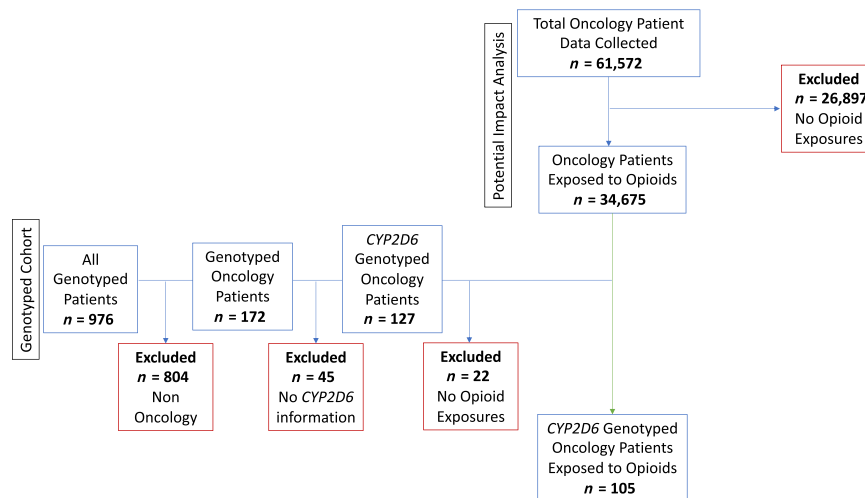 Potential Impact Analysis
Total Oncology Patient
Data Collected
n = 61,572
Excluded
n = 26,897
No Opioid
Exposures
Oncology Patients
Exposed to Opioids
n = 34,675
Genotyped Cohort
All
Genotyped
Patients
n = 976
Genotyped
Oncology
Patients
n = 172
CYP2D6
Genotyped
Oncology
Patients
n = 127
Excluded
n = 804
Non
Oncology
Excluded
n = 45
No CYP2D6
information
Excluded
n = 22
No Opioid
Exposures
CYP2D6 Genotyped
Oncology Patients
Exposed to Opioids
n = 105